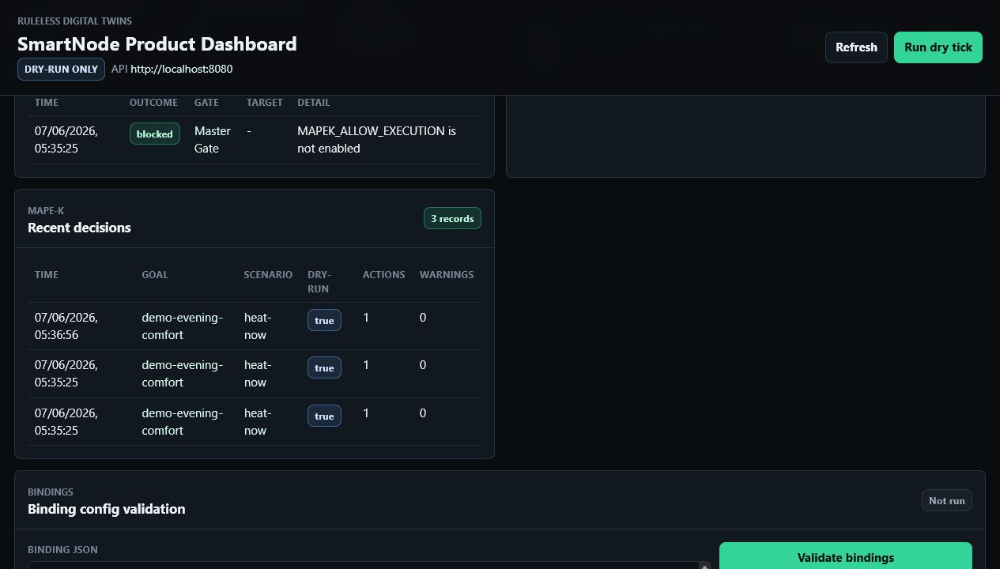 RULELESS DIGITAL TWINS
SmartNode Product Dashboard
DRY-RUN ONLY API http://localhost:8080
Refresh
Run dry tick
TIME OUTCOME GATE TARGET DETAIL
07/06/2026, blocked Master - MAPEK_ALLOW_EXECUTION is
05:35:25 Gate not enabled
MAPE-K
Recent decisions
3 records
TIME GOAL SCENARIO DRY- ACTIONS WARNINGS
RUN
07/06/2026, demo-evening- heat- true 1 0
05:36:56 comfort now
07/06/2026, demo-evening- heat- true 1 0
05:35:25 comfort now
07/06/2026, demo-evening- heat- true 1 0
05:35:25 comfort now
BINDINGS
Binding config validation
Not run
BINDING JSON
Validate bindings